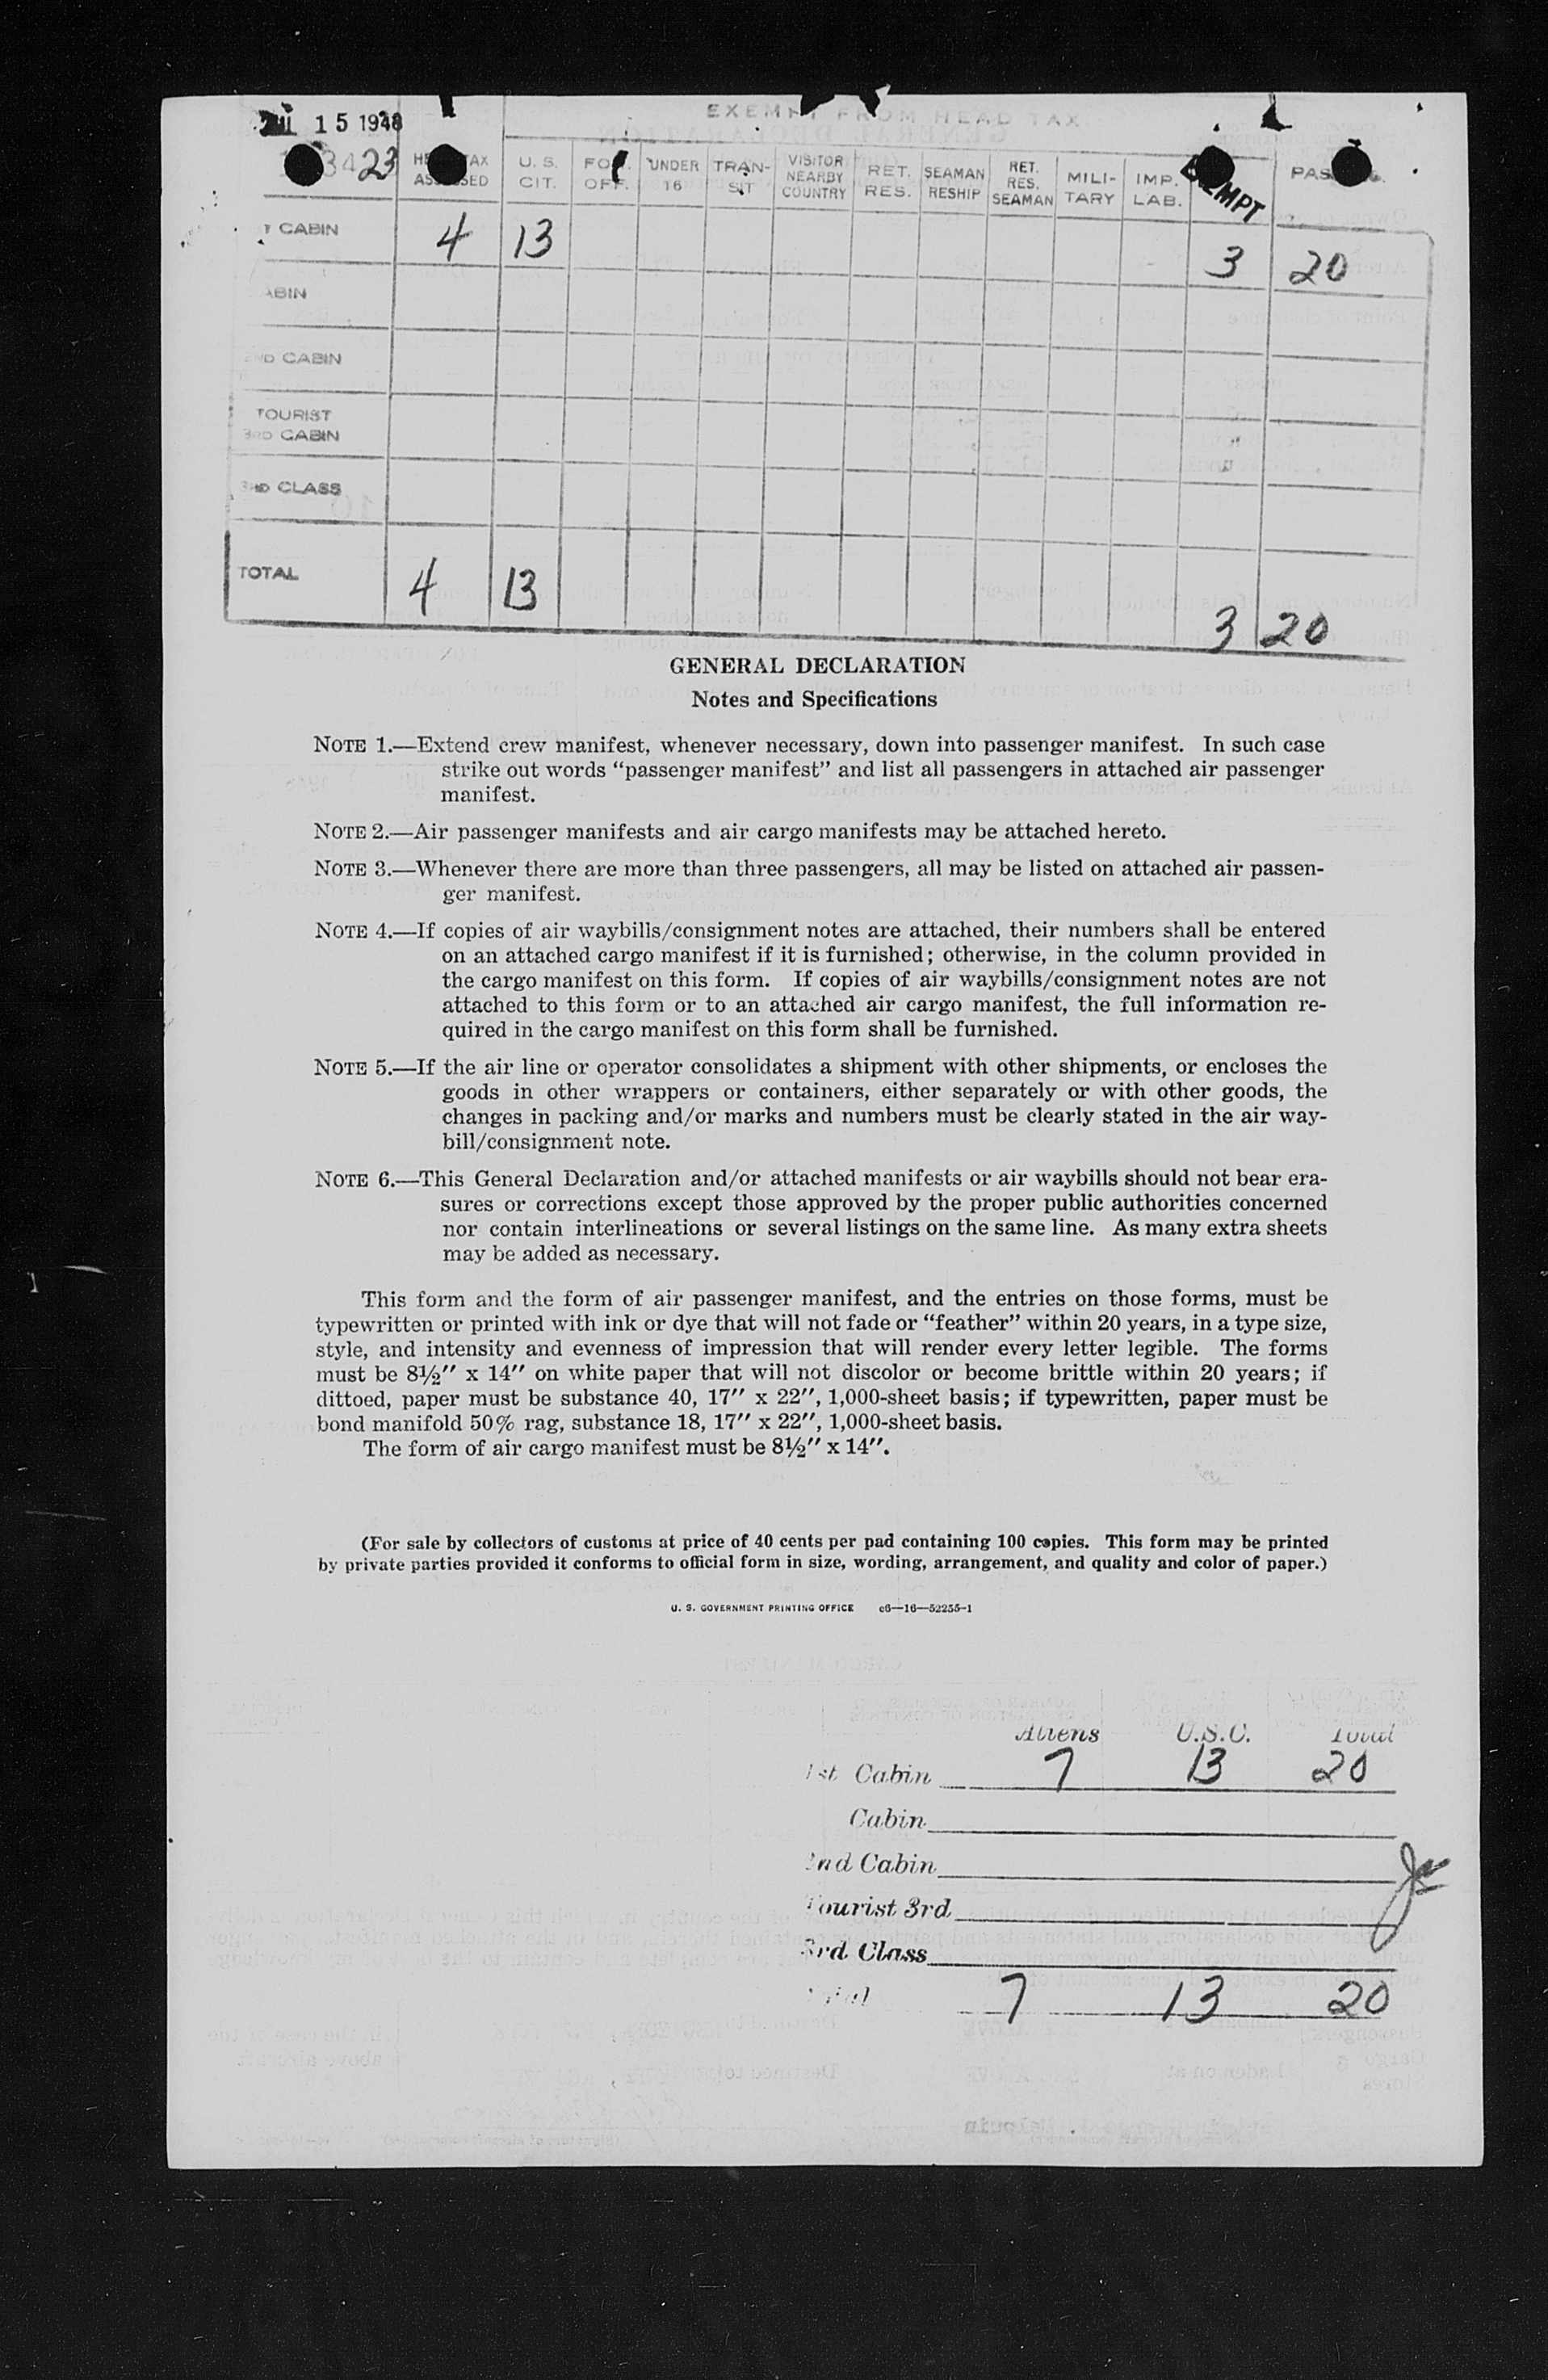 15 1948
EXEMPT FROM HEAD TAX
23
U. S. CIT. UNDER 16 TRANSIT VISITOR NEARBY COUNTRY RET. RES. SEAMAN RESHIP RET. RES. SEAMAN MILITARY IMP. LAB.
CABIN 4 13 3 20
CABIN
2ND CABIN
TOURIST
3RD CABIN
3RD CLASS
TOTAL 4 13 3 20
GENERAL DECLARATION
Notes and Specifications
NOTE 1.—Extend crew manifest, whenever necessary, down into passenger manifest. In such case
strike out words “passenger manifest” and list all passengers in attached air passenger
manifest.
NOTE 2.—Air passenger manifests and air cargo manifests may be attached hereto.
NOTE 3.—Whenever there are more than three passengers, all may be listed on attached air passen-
ger manifest.
NOTE 4.—If copies of air waybills/consignment notes are attached, their numbers shall be entered
on an attached cargo manifest if it is furnished; otherwise, in the column provided in
the cargo manifest on this form. If copies of air waybills/consignment notes are not
attached to this form or to an attached air cargo manifest, the full information re-
quired in the cargo manifest on this form shall be furnished.
NOTE 5.—If the air line or operator consolidates a shipment with other shipments, or encloses the
goods in other wrappers or containers, either separately or with other goods, the
changes in packing and/or marks and numbers must be clearly stated in the air way-
bill/consignment note.
NOTE 6.—This General Declaration and/or attached manifests or air waybills should not bear era-
sures or corrections except those approved by the proper public authorities concerned
nor contain interlineations or several listings on the same line. As many extra sheets
may be added as necessary.
This form and the form of air passenger manifest, and the entries on those forms, must be
typewritten or printed with ink or dye that will not fade or “feather” within 20 years, in a type size,
style, and intensity and evenness of impression that will render every letter legible. The forms
must be 8½″ x 14″ on white paper that will not discolor or become brittle within 20 years; if
dittoed, paper must be substance 40, 17″ x 22″, 1,000-sheet basis; if typewritten, paper must be
bond manifold 50% rag, substance 18, 17″ x 22″, 1,000-sheet basis.
The form of air cargo manifest must be 8½″ x 14″.
(For sale by collectors of customs at price of 40 cents per pad containing 100 copies. This form may be printed
by private parties provided it conforms to official form in size, wording, arrangement, and quality and color of paper.)
U. S. GOVERNMENT PRINTING OFFICE c6—16—52255-1
Aliens U.S.C. Total
1st Cabin 7 13 20
Cabin
2nd Cabin
Tourist 3rd
3rd Class
Total 7 13 20